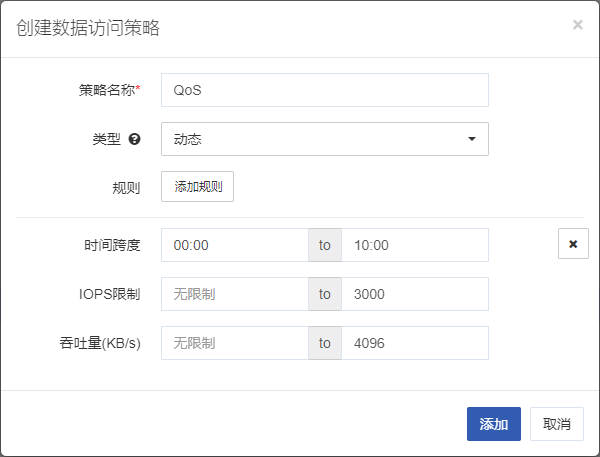 创建数据访问策略 ×
策略名称* QoS
类型 动态
规则 添加规则
时间跨度 00:00 to 10:00
IOPS限制 无限制 to 3000
吞吐量(KB/s) 无限制 to 4096
添加 取消